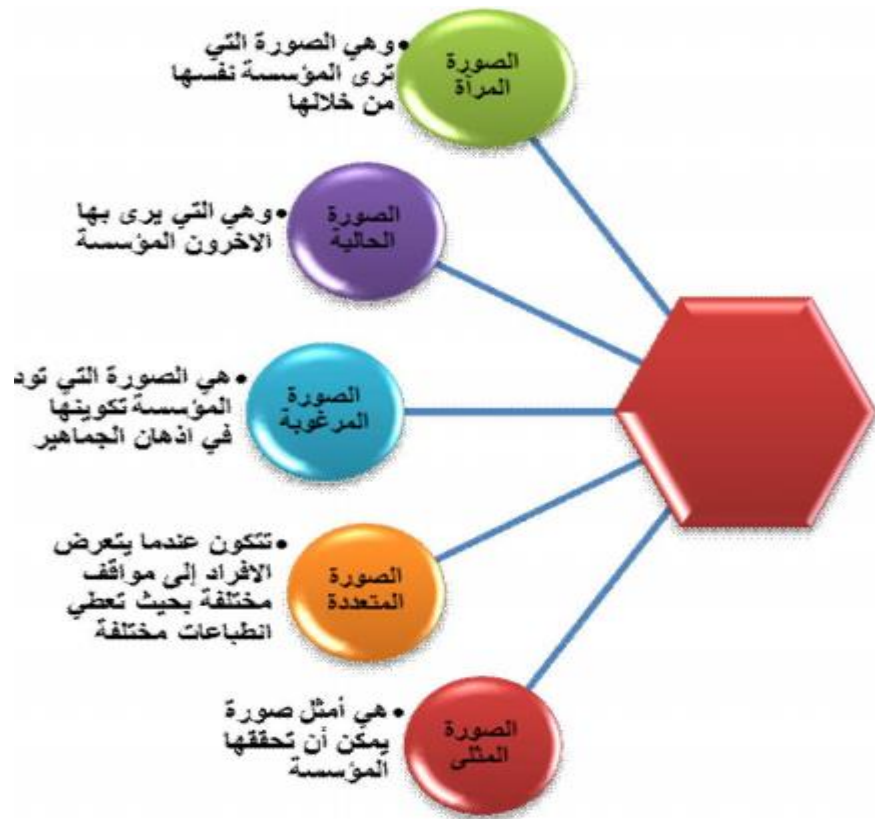 الصورة
المرآة
•وهي الصورة التي
ترى المؤسسة نفسها
من خلالها
الصورة
الحالية
•وهي التي يرى بها
الاخرون المؤسسة
الصورة
المرغوبة
•هي الصورة التي تود
المؤسسة تكوينها
في اذهان الجماهير
الصورة
المتعددة
•تتكون عندما يتعرض
الافراد إلى مواقف
مختلفة بحيث تعطي
انطباعات مختلفة
الصورة
المثلى
•هي أمثل صورة
يمكن أن تحققها
المؤسسة